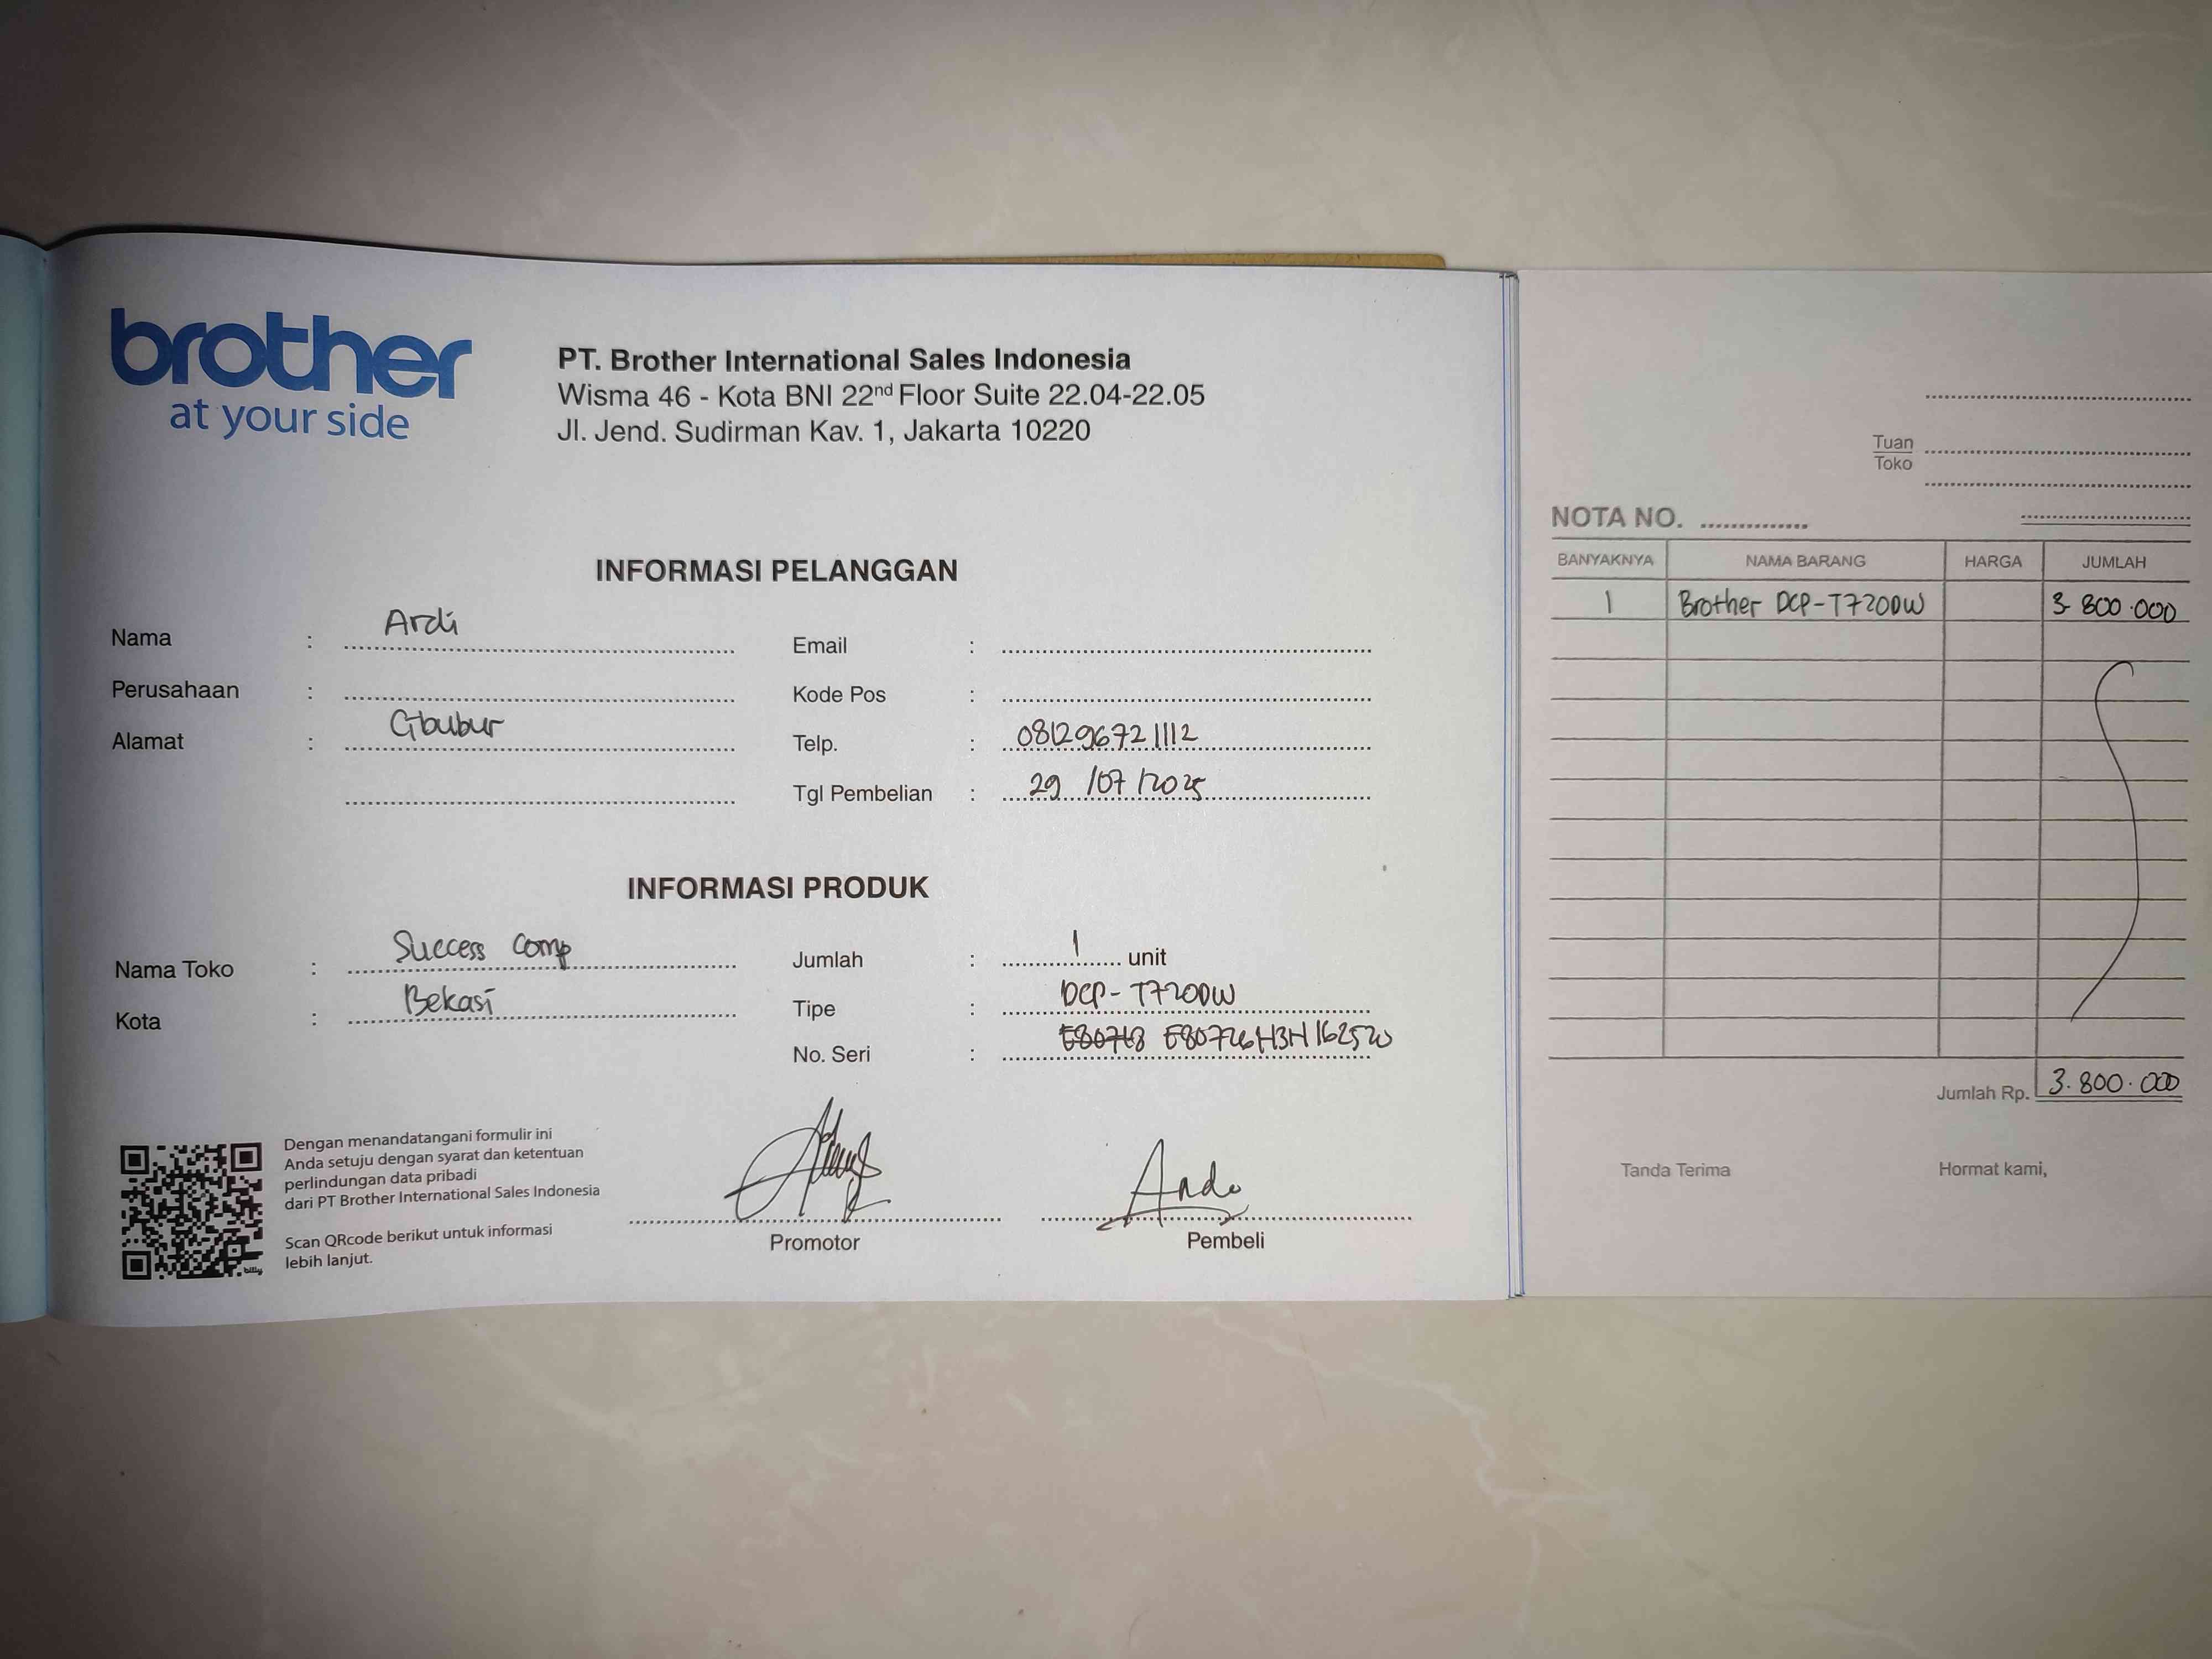 brother
at your side
PT. Brother International Sales Indonesia
Wisma 46 - Kota BNI 22nd Floor Suite 22.04-22.05
Jl. Jend. Sudirman Kav. 1, Jakarta 10220
INFORMASI PELANGGAN
Nama : Ardi
Perusahaan :
Alamat : Cibubur
Email :
Kode Pos :
Telp. : 081296721112
Tgl Pembelian : 29 /07 /2025
INFORMASI PRODUK
Nama Toko : Success Comp
Kota : Bekasi
Jumlah : 1 unit
Tipe : DCP-T720DW
No. Seri : E80726H3H162520
Dengan menandatangani formulir ini
Anda setuju dengan syarat dan ketentuan
perlindungan data pribadi
dari PT Brother International Sales Indonesia
Scan QRcode berikut untuk informasi
lebih lanjut.
billy
Promotor
Pembeli
Tuan
Toko
NOTA NO.
BANYAKNYA NAMA BARANG HARGA JUMLAH
1 Brother DCP-T720DW 3.800.000
Jumlah Rp. 3.800.000
Tanda Terima Hormat kami,